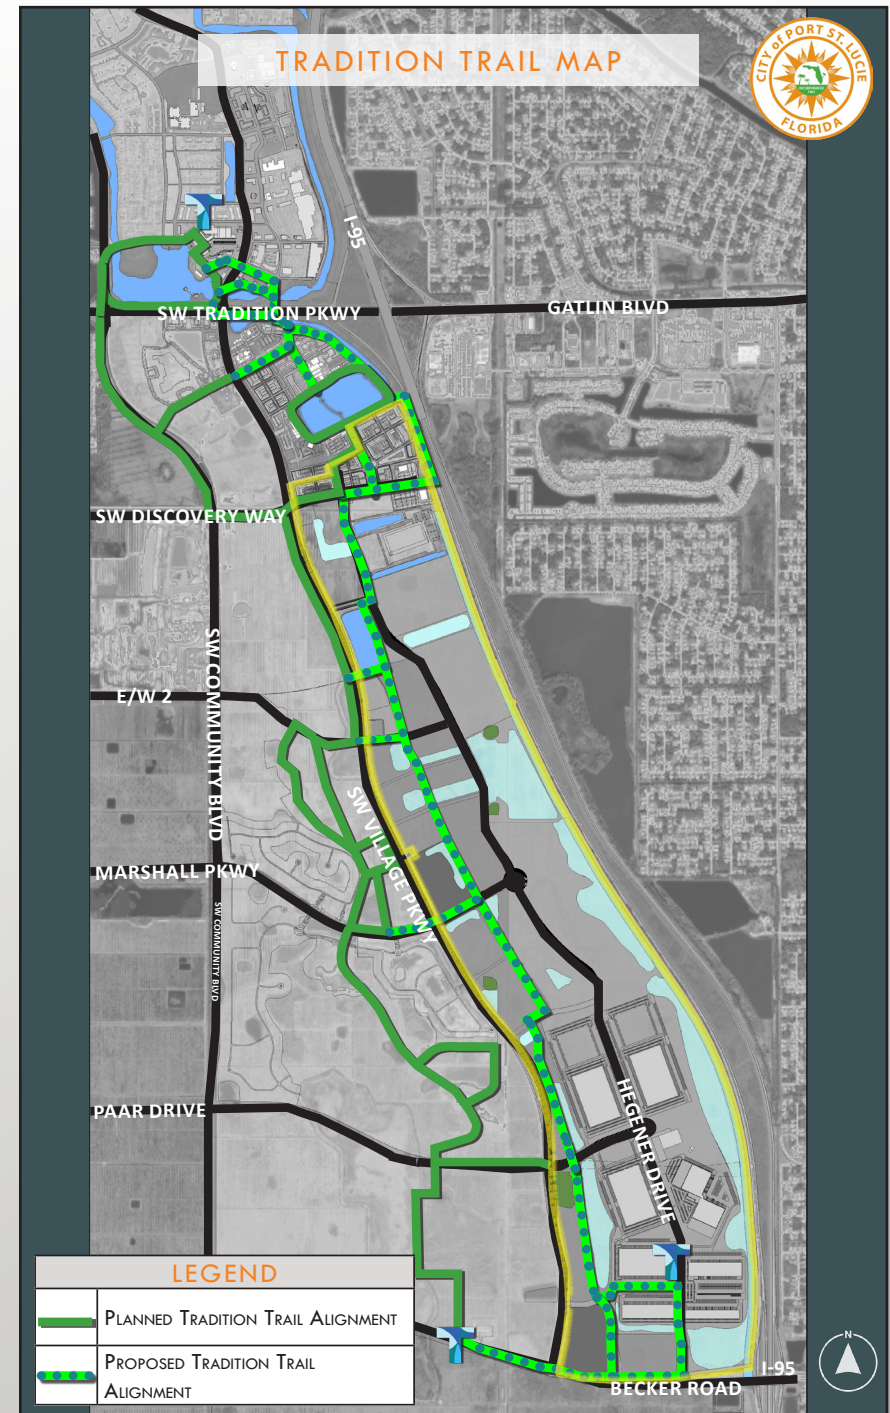 TRADITION TRAIL MAP
CITY of PORT ST. LUCIE
FLORIDA
I-95
SW TRADITION PKWY
GATLIN BLVD
SW DISCOVERY WAY
SW COMMUNITY BLVD
E/W 2
SW VILLAGE PKWY
MARSHALL PKWY
SW COMMUNITY BLVD
PAAR DRIVE
HEGENER DRIVE
LEGEND
PLANNED TRADITION TRAIL ALIGNMENT
PROPOSED TRADITION TRAIL
ALIGNMENT
N
I-95
BECKER ROAD